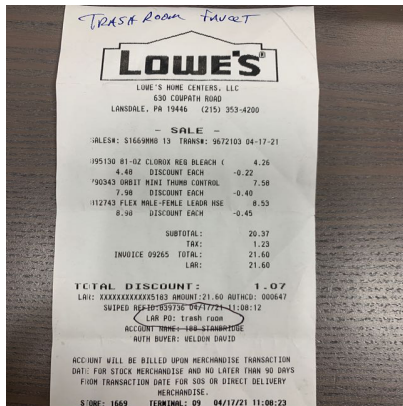 TRASH ROOM FAUCET
LOWE'S
LOWE'S HOME CENTERS, LLC
630 COWPATH ROAD
LANSDALE, PA 19446 (215) 353-4200
- SALE -
SALES#: S1669MM8 13 TRANS#: 9672103 04-17-21
95130 81-OZ CLOROX REG BLEACH ( 4.26
4.48 DISCOUNT EACH -0.22
790343 ORBIT MINI THUMB CONTROL 7.58
7.98 DISCOUNT EACH -0.40
112743 FLEX MALE-FEMLE LEADR HSE 8.53
8.98 DISCOUNT EACH -0.45
SUBTOTAL: 20.37
TAX: 1.23
INVOICE 09265 TOTAL: 21.60
LAR: 21.60
TOTAL DISCOUNT: 1.07
LAR: XXXXXXXXXXXX5183 AMOUNT:21.60 AUTHCD: 000647
SWIPED REFID:839736 04/17/21 11:08:12
LAR PO: trash room
ACCOUNT NAME: 100 STANBRIDGE
AUTH BUYER: WELDON DAVID
ACCOUNT WILL BE BILLED UPON MERCHANDISE TRANSACTION
DATE FOR STOCK MERCHANDISE AND NO LATER THAN 90 DAYS
FROM TRANSACTION DATE FOR SOS OR DIRECT DELIVERY
MERCHANDISE.
STORE: 1669 TERMINAL: 09 04/17/21 11:08:23